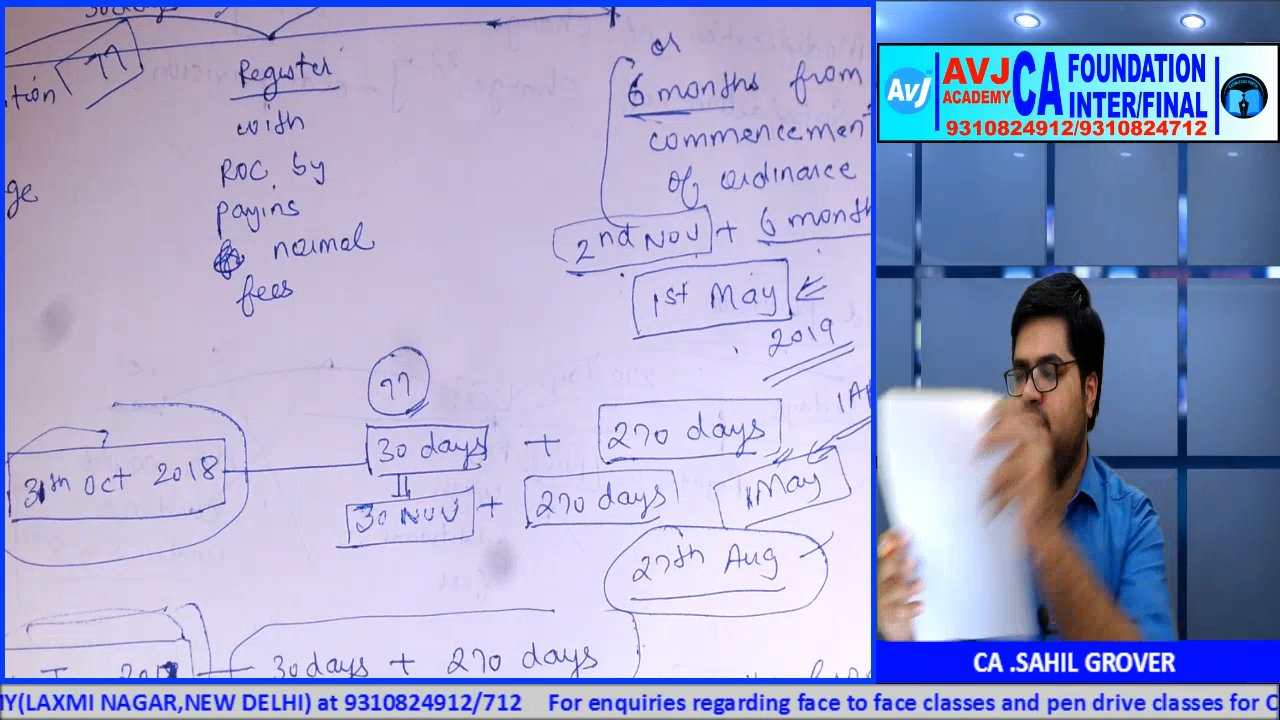 77
Register
with
ROC by
paying
normal
fees
or
6 months from
commencement
of ordinance
2nd NOV + 6 month
1st May
2019
77
31th Oct 2018
30 days + 270 days
30 NOV + 270 days
1May
27th Aug
30 days + 270 days
AVJ
AVJ
ACADEMY
CA
FOUNDATION
INTER/FINAL
9310824912/9310824712
CA .SAHIL GROVER
MY(LAXMI NAGAR,NEW DELHI) at 9310824912/712 For enquiries regarding face to face classes and pen drive classes for C